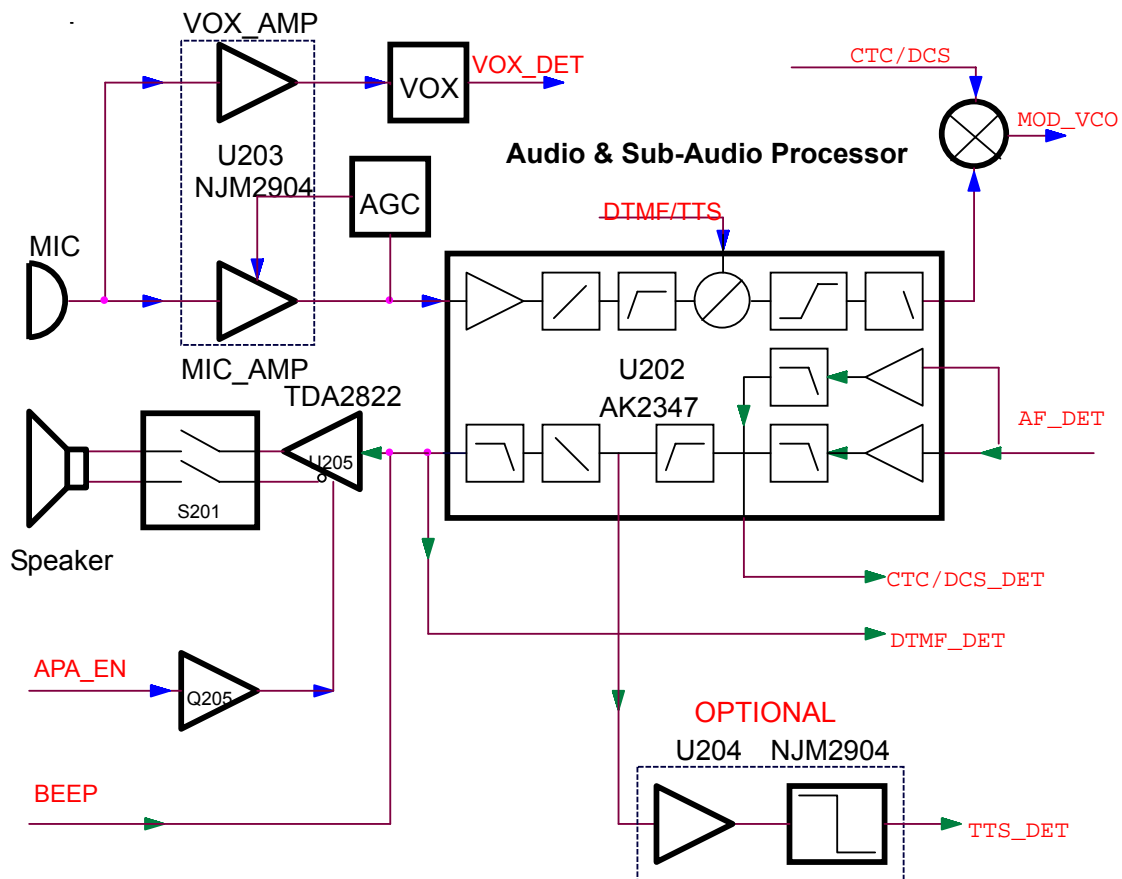 VOX_AMP
VOX
VOX_DET
CTC/DCS
MOD_VCO
U203
NJM2904
Audio & Sub-Audio Processor
AGC
DTMF/TTS
MIC
MIC_AMP
TDA2822
U202
AK2347
AF_DET
U205
S201
Speaker
CTC/DCS_DET
DTMF_DET
APA_EN
Q205
OPTIONAL
U204 NJM2904
BEEP
TTS_DET